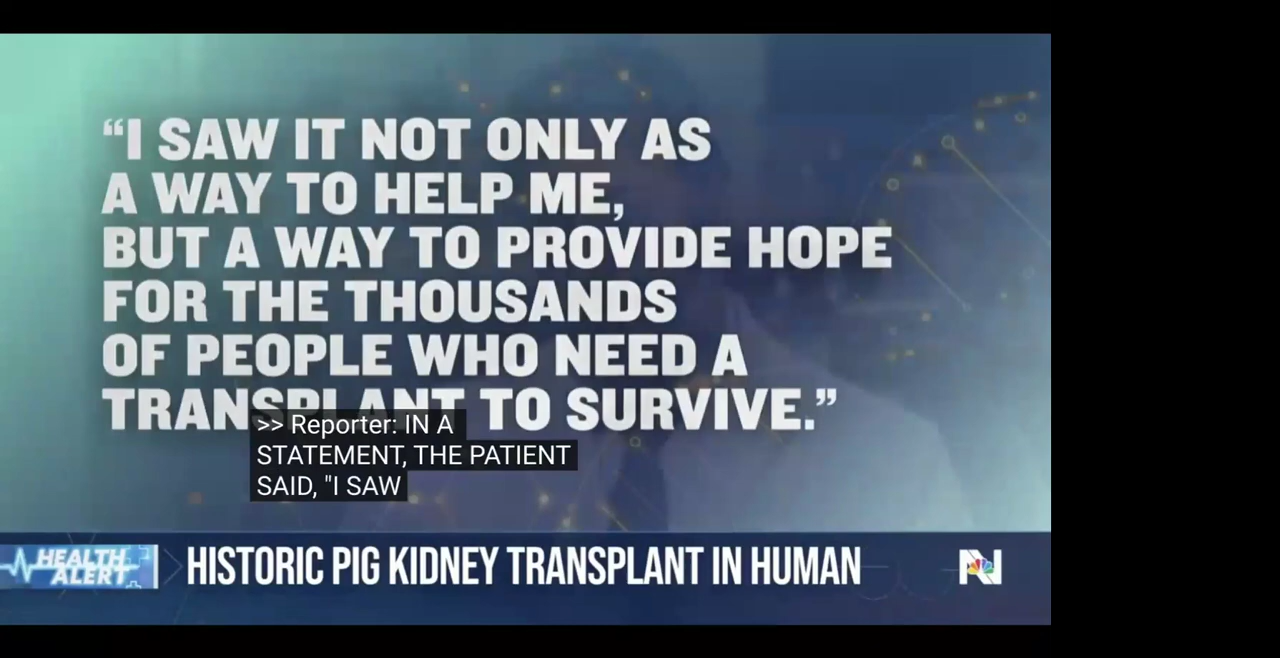 “I SAW IT NOT ONLY AS
A WAY TO HELP ME,
BUT A WAY TO PROVIDE HOPE
FOR THE THOUSANDS
OF PEOPLE WHO NEED A
TRANSPLANT TO SURVIVE.”
>> Reporter: IN A
STATEMENT, THE PATIENT
SAID, "I SAW
HEALTH
ALERT
HISTORIC PIG KIDNEY TRANSPLANT IN HUMAN
N